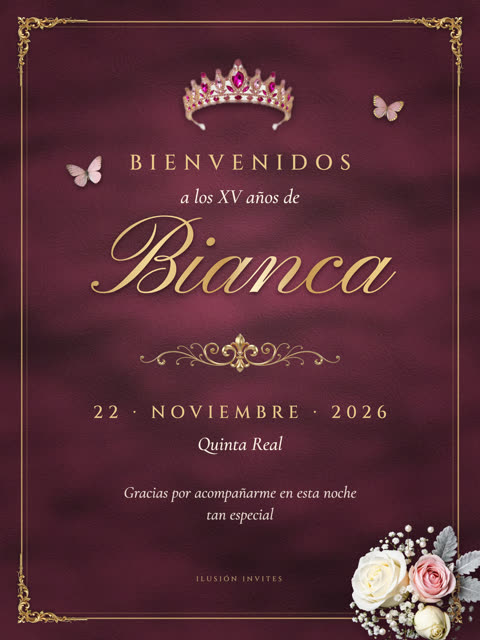 BIENVENIDOS
a los XV años de
Bianca
22 · NOVIEMBRE · 2026
Quinta Real
Gracias por acompañarme en esta noche
tan especial
ILUSIÓN INVITES